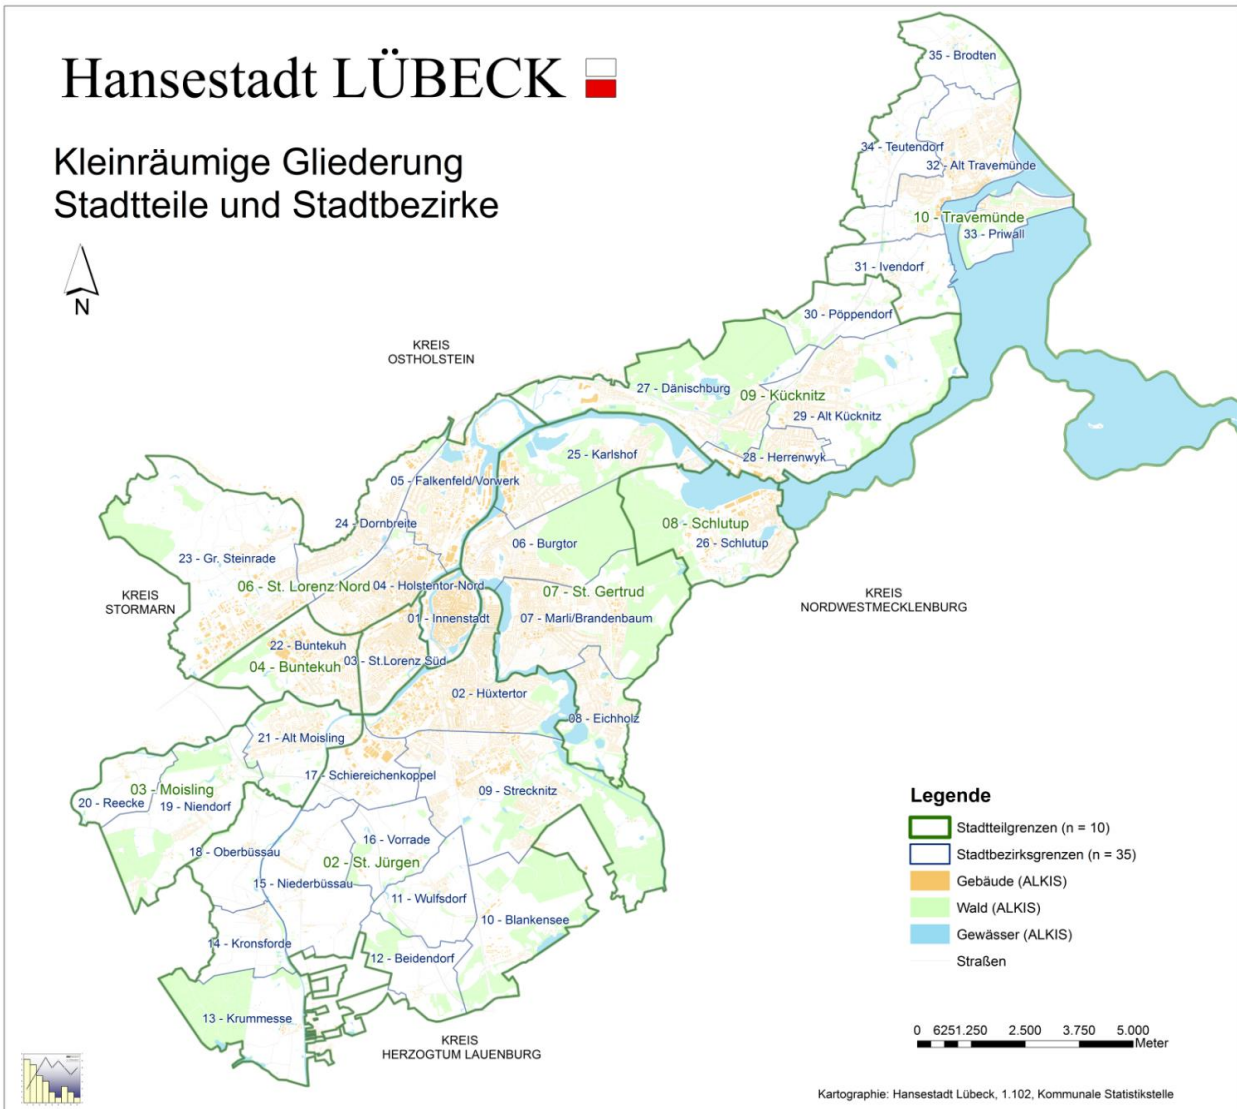 Hansestadt LÜBECK
Kleinräumige Gliederung
Stadtteile und Stadtbezirke
N
35 - Brodten
34 - Teutendorf
32 - Alt Travemünde
10 - Travemünde
33 - Priwall
31 - Ivendorf
30 - Pöppendorf
KREIS
OSTHOLSTEIN
27 - Dänischburg
09 - Kücknitz
29 - Alt Kücknitz
25 - Karlshof
28 - Herrenwyk
05 - Falkenfeld/Vorwerk
24 - Dornbreite
08 - Schlutup
26 - Schlutup
06 - Burgtor
23 - Gr. Steinrade
06 - St. Lorenz Nord
04 - Holstentor-Nord
07 - St. Gertrud
KREIS
STORMARN
KREIS
NORDWESTMECKLENBURG
01 - Innenstadt
07 - Marli/Brandenbaum
22 - Buntekuh
04 - Buntekuh
03 - St.Lorenz Süd
02 - Hüxtertor
08 - Eichholz
21 - Alt Moisling
17 - Schiereichenkoppel
03 - Moisling
09 - Strecknitz
20 - Reecke
19 - Niendorf
16 - Vorrade
18 - Oberbüssau
02 - St. Jürgen
15 - Niederbüssau
11 - Wulfsdorf
10 - Blankensee
14 - Kronsforde
12 - Beidendorf
13 - Krummesse
KREIS
HERZOGTUM LAUENBURG
Legende
Stadtteilgrenzen (n = 10)
Stadtbezirksgrenzen (n = 35)
Gebäude (ALKIS)
Wald (ALKIS)
Gewässer (ALKIS)
Straßen
0 625 1.250 2.500 3.750 5.000
Meter
Kartographie: Hansestadt Lübeck, 1.102, Kommunale Statistikstelle